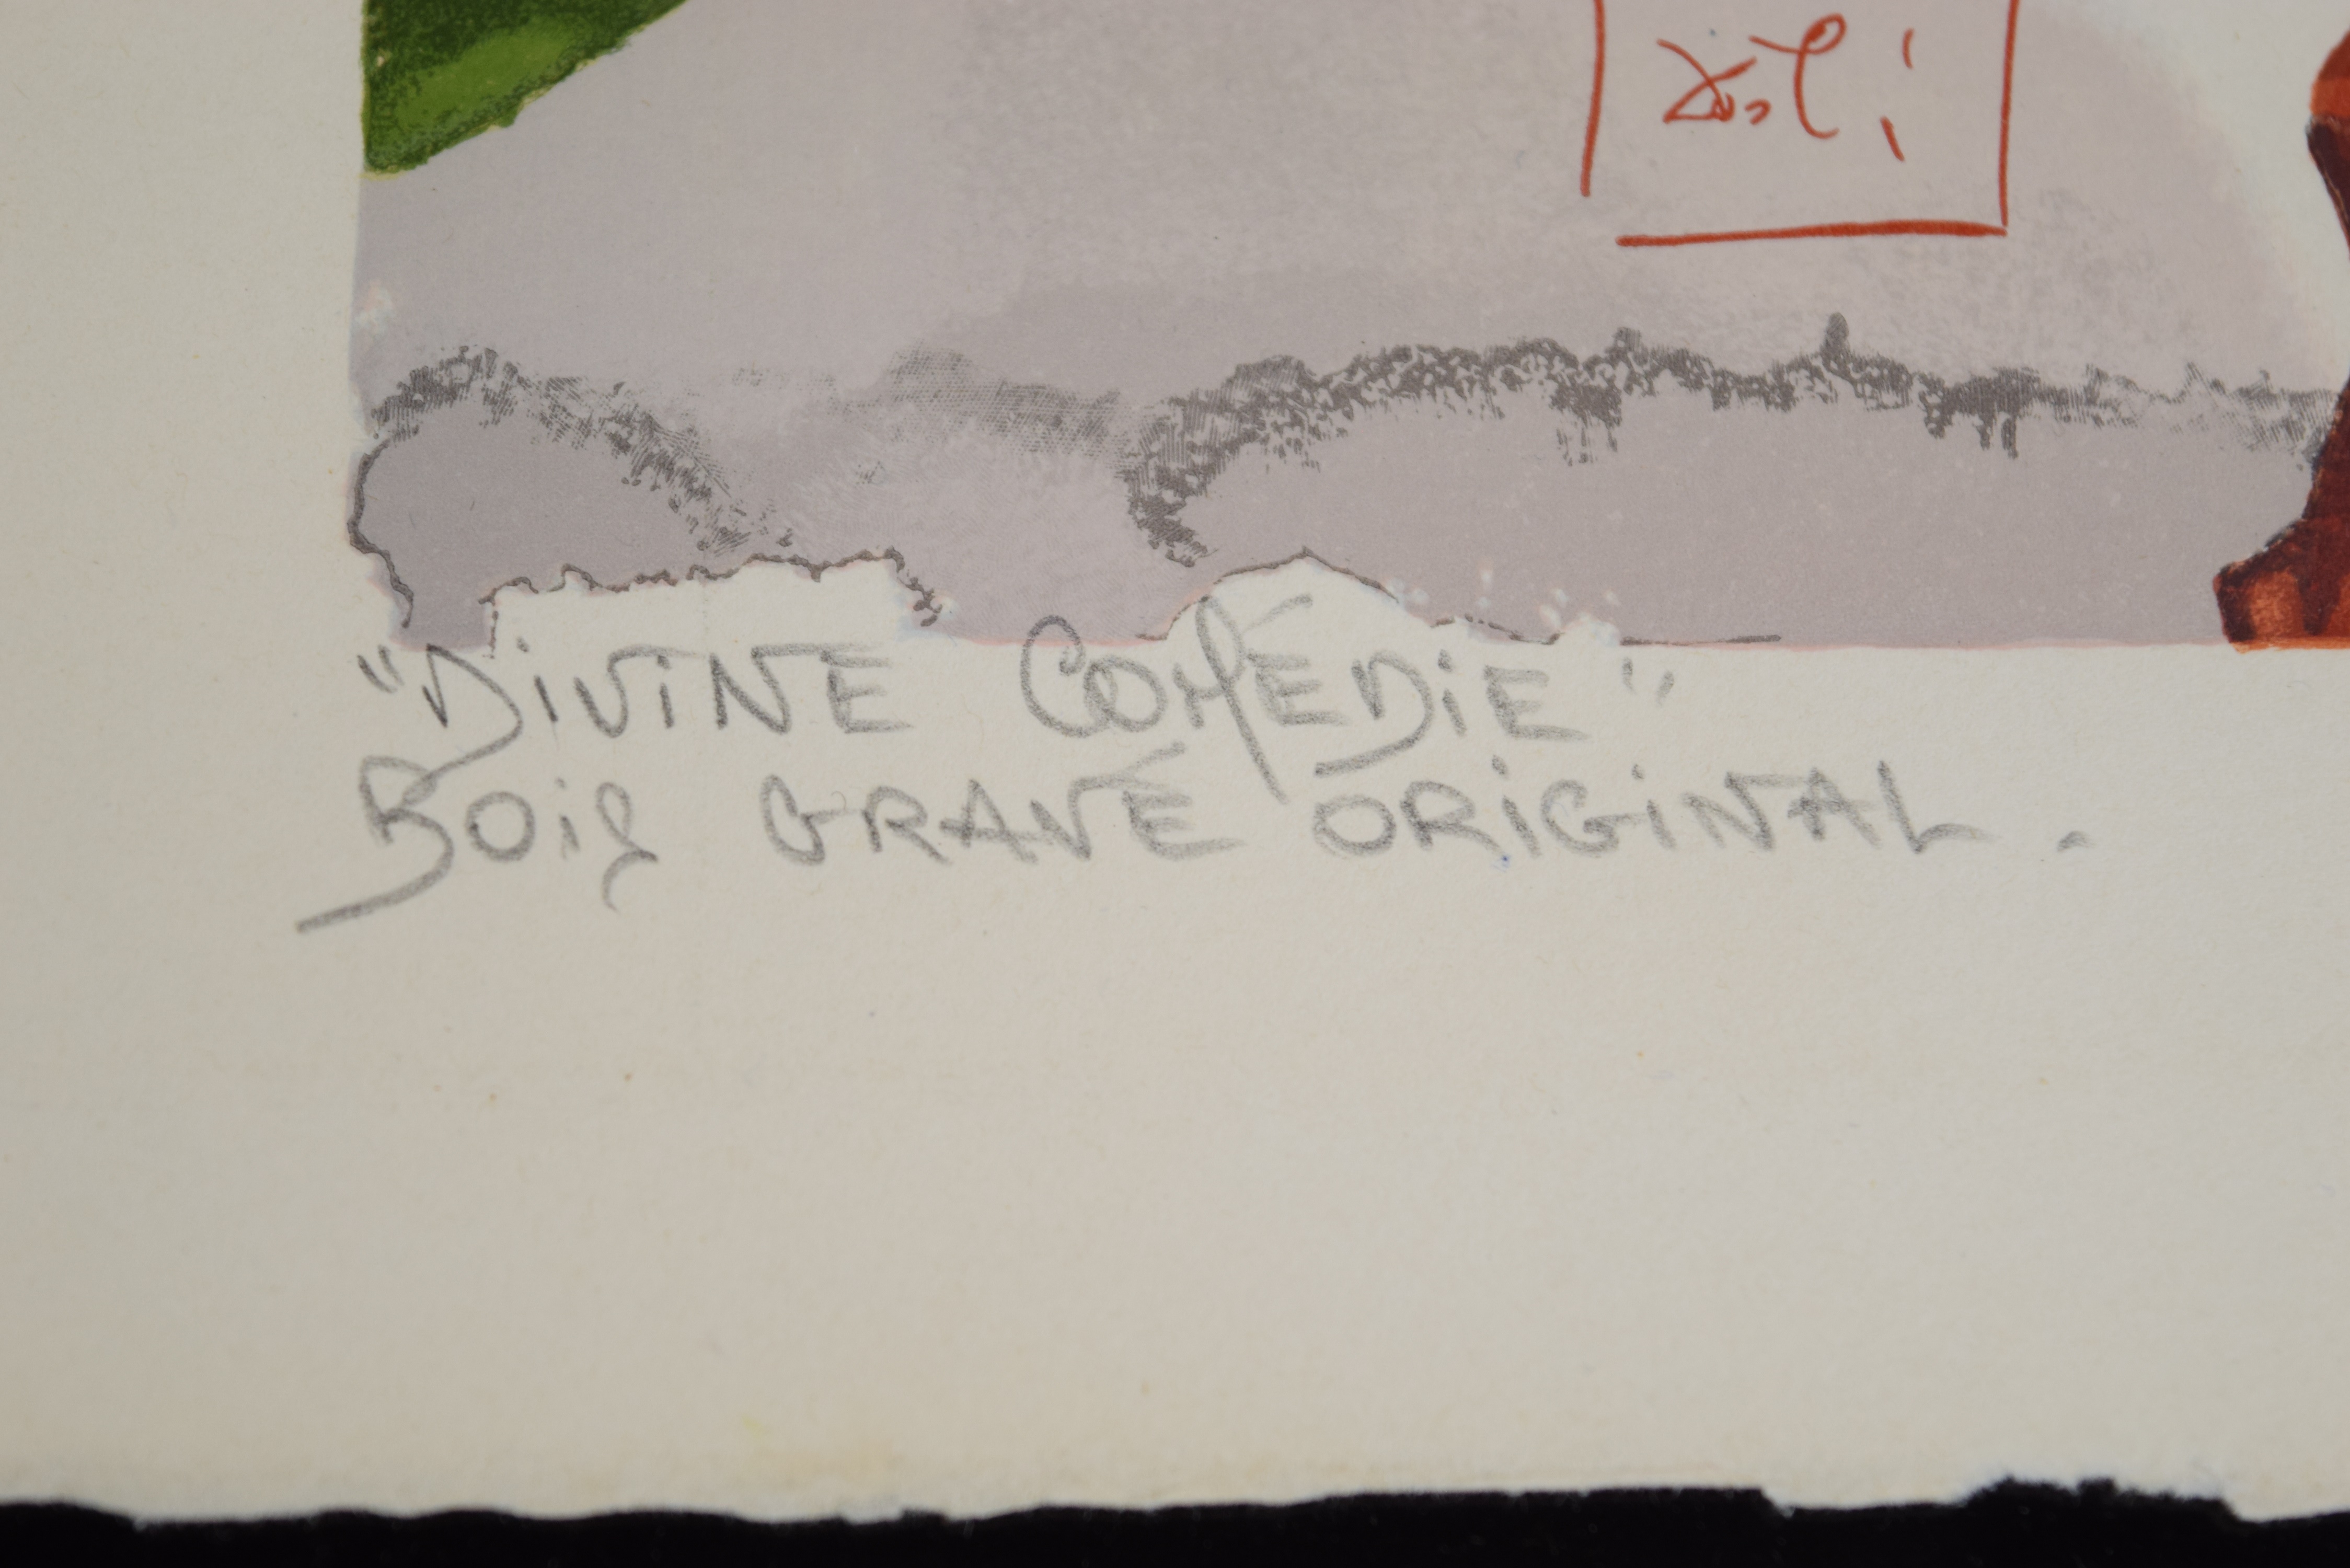 "DiViNE COMÉDiE"
BOiS GRAVÉ ORiGiNAL.